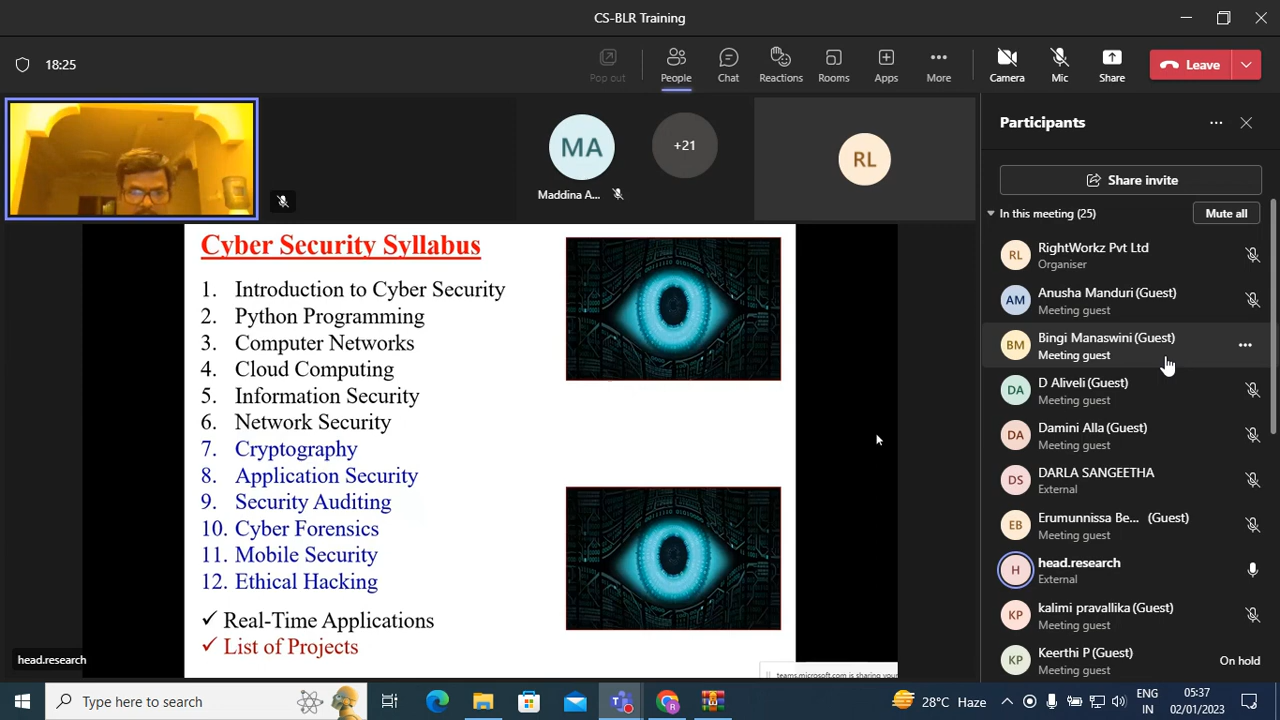 CS-BLR Training
18:25
Pop out
People
Chat
Reactions
Rooms
Apps
More
Camera
Mic
Share
Leave
MA
Maddina A...
+21
RL
Participants
Share invite
In this meeting (25)
Mute all
RL
RightWorkz Pvt Ltd
Organiser
AM
Anusha Manduri (Guest)
Meeting guest
BM
Bingi Manaswini (Guest)
Meeting guest
DA
D Aliveli (Guest)
Meeting guest
DA
Damini Alla (Guest)
Meeting guest
DS
DARLA SANGEETHA
External
EB
Erumunnissa Be... (Guest)
Meeting guest
H
head.research
External
KP
kalimi pravallika (Guest)
Meeting guest
KP
Keerthi P (Guest)
Meeting guest
On hold
Cyber Security Syllabus
1. Introduction to Cyber Security
2. Python Programming
3. Computer Networks
4. Cloud Computing
5. Information Security
6. Network Security
7. Cryptography
8. Application Security
9. Security Auditing
10. Cyber Forensics
11. Mobile Security
12. Ethical Hacking
✓ Real-Time Applications
✓ List of Projects
head.research
teams.microsoft.com is sharing your
Type here to search
28°C Haze
ENG
IN
05:37
02/01/2023